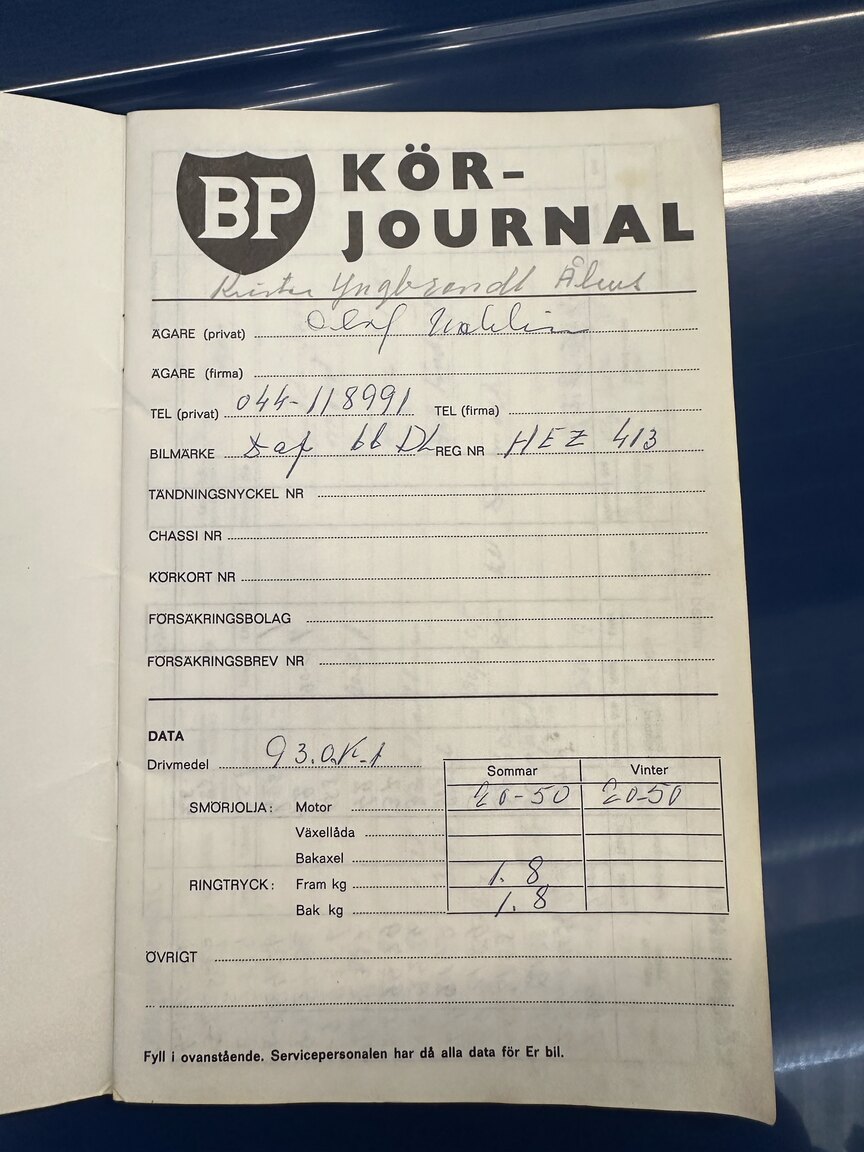 BP KÖR-
JOURNAL
Krister Yngbrandt Åhus
ÄGARE (privat) Olof
ÄGARE (firma)
TEL (privat) 044-118991 TEL (firma)
BILMÄRKE Daf 66 DL REG NR HEZ 413
TÄNDNINGSNYCKEL NR
CHASSI NR
KÖRKORT NR
FÖRSÄKRINGSBOLAG
FÖRSÄKRINGSBREV NR
DATA
Drivmedel 93.OK.1
Sommar Vinter
SMÖRJOLJA: Motor 20-50 20-50
Växellåda
Bakaxel
RINGTRYCK: Fram kg 1.8
Bak kg 1.8
ÖVRIGT
Fyll i ovanstående. Servicepersonalen har då alla data för Er bil.